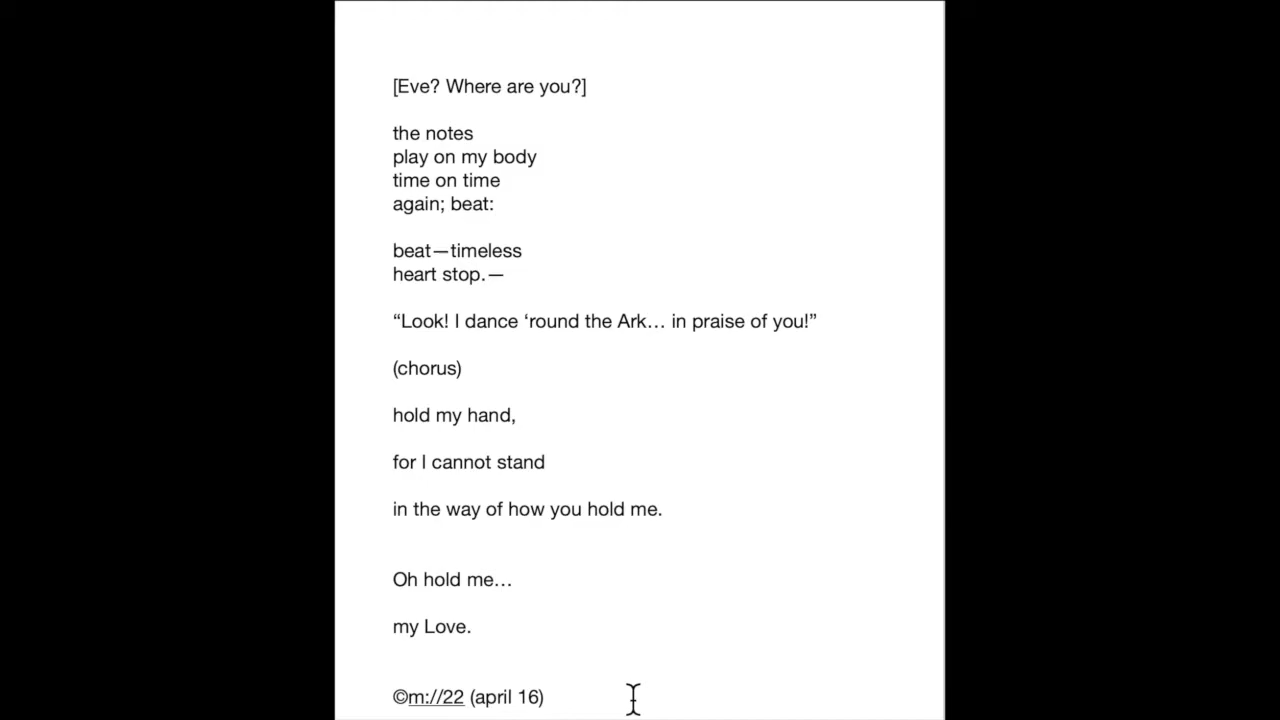 [Eve? Where are you?]
the notes
play on my body
time on time
again; beat:
beat—timeless
heart stop.—
“Look! I dance ‘round the Ark… in praise of you!”
(chorus)
hold my hand,
for I cannot stand
in the way of how you hold me.
Oh hold me…
my Love.
©m://22 (april 16)